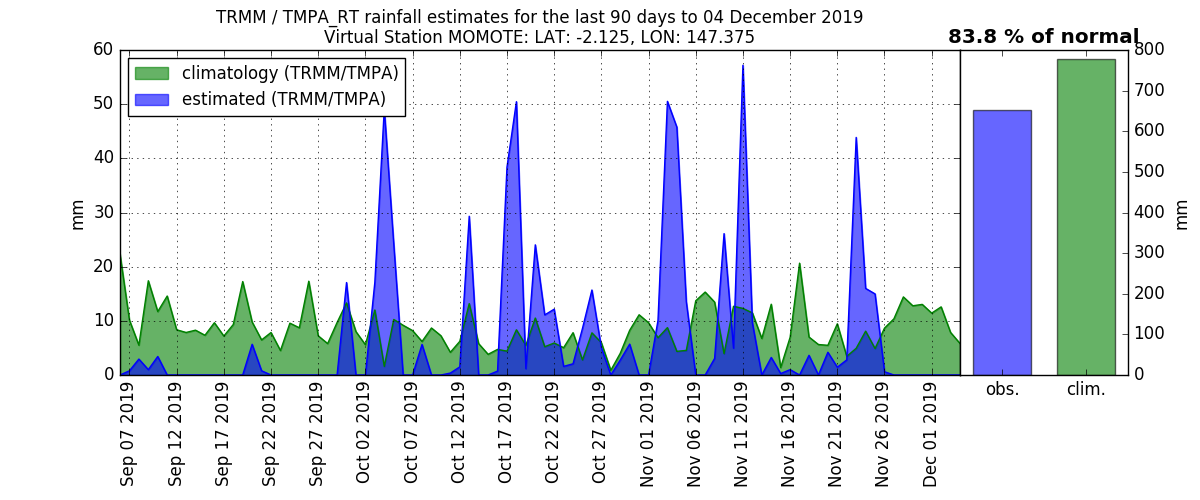 TRMM / TMPA_RT rainfall estimates for the last 90 days to 04 December 2019
Virtual Station MOMOTE: LAT: -2.125, LON: 147.375
83.8 % of normal
climatology (TRMM/TMPA)
estimated (TRMM/TMPA)
mm
60
50
40
30
20
10
0
Sep 07 2019
Sep 12 2019
Sep 17 2019
Sep 22 2019
Sep 27 2019
Oct 02 2019
Oct 07 2019
Oct 12 2019
Oct 17 2019
Oct 22 2019
Oct 27 2019
Nov 01 2019
Nov 06 2019
Nov 11 2019
Nov 16 2019
Nov 21 2019
Nov 26 2019
Dec 01 2019
obs.
clim.
800
700
600
500
400
300
200
100
0
mm